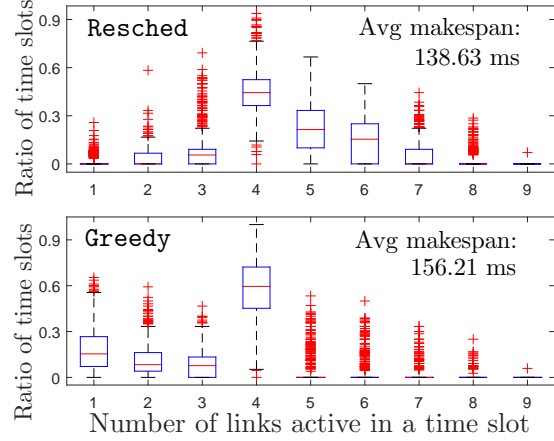 Resched
Avg makespan:
138.63 ms
Ratio of time slots
0.9
0.6
0.3
0
1 2 3 4 5 6 7 8 9
Greedy
Avg makespan:
156.21 ms
Ratio of time slots
0.9
0.6
0.3
0
1 2 3 4 5 6 7 8 9
Number of links active in a time slot